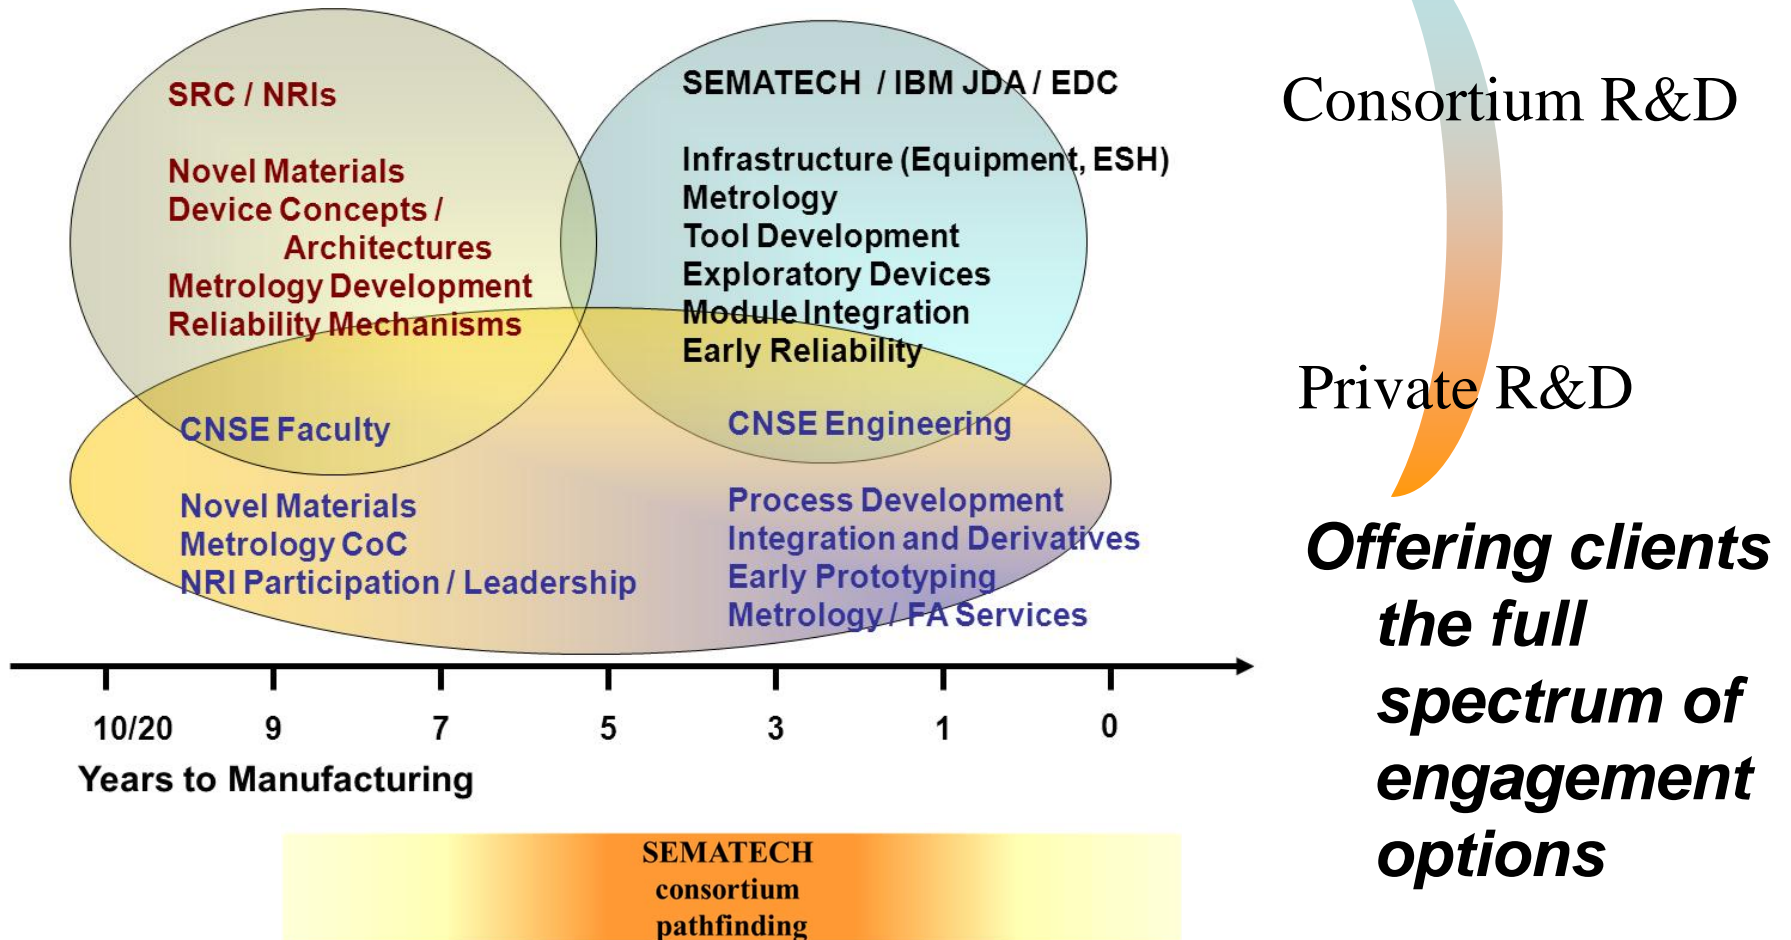 SRC / NRIs
Novel Materials
Device Concepts /
Architectures
Metrology Development
Reliability Mechanisms
SEMATECH / IBM JDA / EDC
Infrastructure (Equipment, ESH)
Metrology
Tool Development
Exploratory Devices
Module Integration
Early Reliability
CNSE Faculty
Novel Materials
Metrology CoC
NRI Participation / Leadership
CNSE Engineering
Process Development
Integration and Derivatives
Early Prototyping
Metrology / FA Services
10/20 9 7 5 3 1 0
Years to Manufacturing
SEMATECH
consortium
pathfinding
Consortium R&D
Private R&D
Offering clients
the full
spectrum of
engagement
options